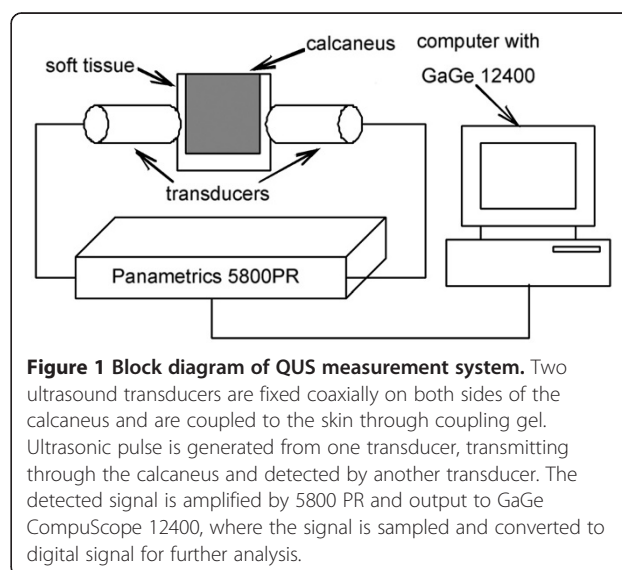 calcaneus
computer with
soft tissue
GaGe 12400
transducers
Panametrics 5800PR
Figure 1 Block diagram of QUS measurement system. Two
ultrasound transducers are fixed coaxially on both sides of the
calcaneus and are coupled to the skin through coupling gel.
Ultrasonic pulse is generated from one transducer, transmitting
through the calcaneus and detected by another transducer. The
detected signal is amplified by 5800 PR and output to GaGe
CompuScope 12400, where the signal is sampled and converted to
digital signal for further analysis.